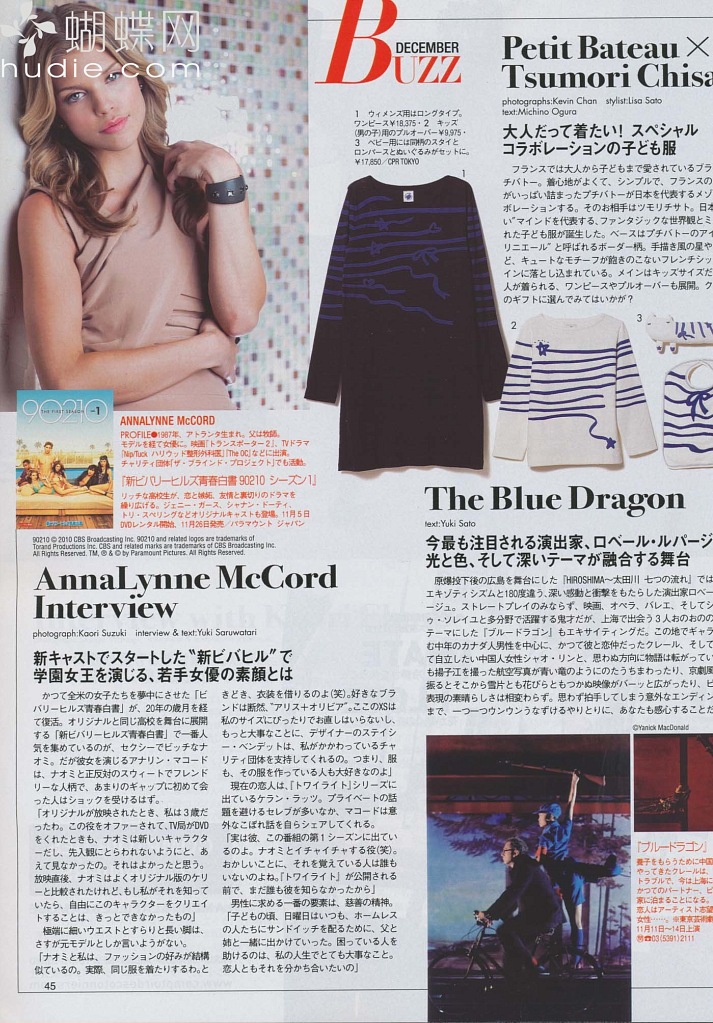 蝴蝶网
hudie.com
DECEMBER
BUZZ
Petit Bateau ×
Tsumori Chisa
photographs:Kevin Chan stylist:Lisa Sato
text:Michino Ogura
大人だって着たい! スペシャル
コラボレーションの子ども服
1 ウィメンズ用はロングタイプ。
ワンピース¥18,375・2 キッズ
(男の子)用のプルオーバー¥9,975・
3 ベビー用には同柄のスタイと
ロンパースとぬいぐるみがセットに。
¥17,850/CPR TOKYO
フランスでは大人から子どもまで愛されているブラ
チバトー。着心地がよくて、シンプルで、フランスの
がいっぱい詰まったプチバトーが日本を代表するメゾ
ボレーションする。そのお相手はツモリチサト。日本
い"マインドを代表する、ファンタジックな世界観とミ
れた子ども服が誕生した。ベースはプチバトーのアイ
リニエール"と呼ばれるボーダー柄。手描き風の星や
ど、キュートなモチーフが飽きのこないフレンチシッ
インに落とし込まれている。メインはキッズサイズだ
人が着られる、ワンピースやプルオーバーも展開。ク
のギフトに選んでみてはいかが?
1
2
3
90210
THE FIRST SEASON
1
ANNALYNNE McCORD
PROFILE●1987年、アトランタ生まれ。父は牧師。
モデルを経て女優に。映画『トランスポーター2』、TVドラマ
『Nip/Tuck ハリウッド整形外科医』『The OC』などに出演。
チャリティ団体「ザ・ブラインド・プロジェクト」でも活動。
『新ビバリーヒルズ青春白書 90210 シーズン1』
リッチな高校生が、恋と嫉妬、友情と裏切りのドラマを
繰り広げる。ジェニー・ガース、シャナン・ドーティ、
トリ・スペリングなどオリジナルキャストも登場。11月5日
DVDレンタル開始、11月26日発売/パラマウント ジャパン
90210 © 2010 CBS Broadcasting Inc. 90210 and related logos are trademarks of
Torand Productions Inc. CBS and related marks are trademarks of CBS Broadcasting Inc.
All Rights Reserved. TM, ® & © by Paramount Pictures. All Rights Reserved.
AnnaLynne McCord
Interview
photograph:Kaori Suzuki interview & text:Yuki Saruwatari
新キャストでスタートした"新ビバヒル"で
学園女王を演じる、若手女優の素顔とは
かつて全米の女子たちを夢中にさせた「ビ
バリーヒルズ青春白書」が、20年の歳月を経
て復活。オリジナルと同じ高校を舞台に展開
する「新ビバリーヒルズ青春白書」で一番人
気を集めているのが、セクシーでビッチなナ
オミ。だが彼女を演じるアナリン・マコード
は、ナオミと正反対のスウィートでフレンド
リーな人柄で、あまりのギャップに初めて会
った人はショックを受けるはず。
「オリジナルが放映されたとき、私は3歳だ
ったわ。この役をオファーされて、TV局がDVD
をくれたときも、ナオミは新しいキャラクタ
ーだし、先入観にとらわれないようにと、あ
えて見なかったの。それはよかったと思う。
放映直後、ナオミはよくオリジナル版のケリ
ーと比較されたけれど、もし私がそれを知って
いたら、自由にこのキャラクターをクリエイ
トすることは、きっとできなかったもの」
極端に細いウエストとすらりと長い脚は、
さすが元モデルとしか言いようがない。
「ナオミと私は、ファッションの好みが結構
似ているの。実際、同じ服を着たりするわ。と
きどき、衣装を借りるのよ(笑)。好きなブラン
ドは断然、"アリス+オリビア"。ここのXSは
私のサイズにぴったりでお直しはいらないし、
もっと大事なことに、デザイナーのステイシ
ー・ベンデットは、私がかかわっているチャ
リティ団体を支持してくれるの。つまり、服
も、その服を作っている人も大好きなのよ」
現在の恋人は、『トワイライト』シリーズに
出ているケラン・ラッツ。プライベートの話
題を避けるセレブが多いなか、マコードは意
外なこぼれ話を自らシェアしてくれる。
「実は彼、この番組の第1シーズンに出ている
のよ。ナオミとイチャイチャする役(笑)。
おかしいことに、それを覚えている人は誰も
いないのよね。『トワイライト』が公開される
前で、まだ誰も彼を知らなかったから」
男性に求める一番の要素は、慈善の精神。
「子どもの頃、日曜日はいつも、ホームレス
の人たちにサンドイッチを配るために、父と
姉と一緒に出かけていった。困っている人を
助けるのは、私の人生でとても大事なこと。
恋人ともそれを分かち合いたいの」
45
The Blue Dragon
text:Yuki Sato
今最も注目される演出家、ロベール・ルパージ
光と色、そして深いテーマが融合する舞台
原爆投下後の広島を舞台にした『HIROSHIMA〜太田川 七つの流れ』では
エキゾティシズムと180度違う、深い感動と衝撃をもたらした演出家ロベー
ージュ。ストレートプレイのみならず、映画、オペラ、バレエ、そしてシ
ゥ・ソレイユと多分野で活躍する鬼才だが、上海で出会う3人おのおのの
テーマにした『ブルードラゴン』もエキサイティングだ。この地でギャラ
む中年のカナダ人男性を中心に、かつて彼と恋仲だったクレール、そして
て自立したい中国人女性シャオ・リンと、思わぬ方向に物語は転がってい
も揚子江を撮った航空写真が青い竜のようにのたうちまわったり、京劇風
振るとそこから雪片とも花びらともつかぬ映像がパーッと広がったり、ビ
表現の素晴らしさは相変わらず。思わず拍手してしまう意外なエンディン
まで、一つ一つウンウンうなずけるやりとりに、あなたも感心することだ
©Yanick MacDonald
『ブルードラゴン』
養子をもらうために中国
やってきたクレールは、
トラブルで、今は上海に
かつてのパートナー、ピ
家に泊まることになる。
恋人はアーティスト志望
女性……。※東京芸術劇
11月11日〜14日上演
☎03(5391)2111